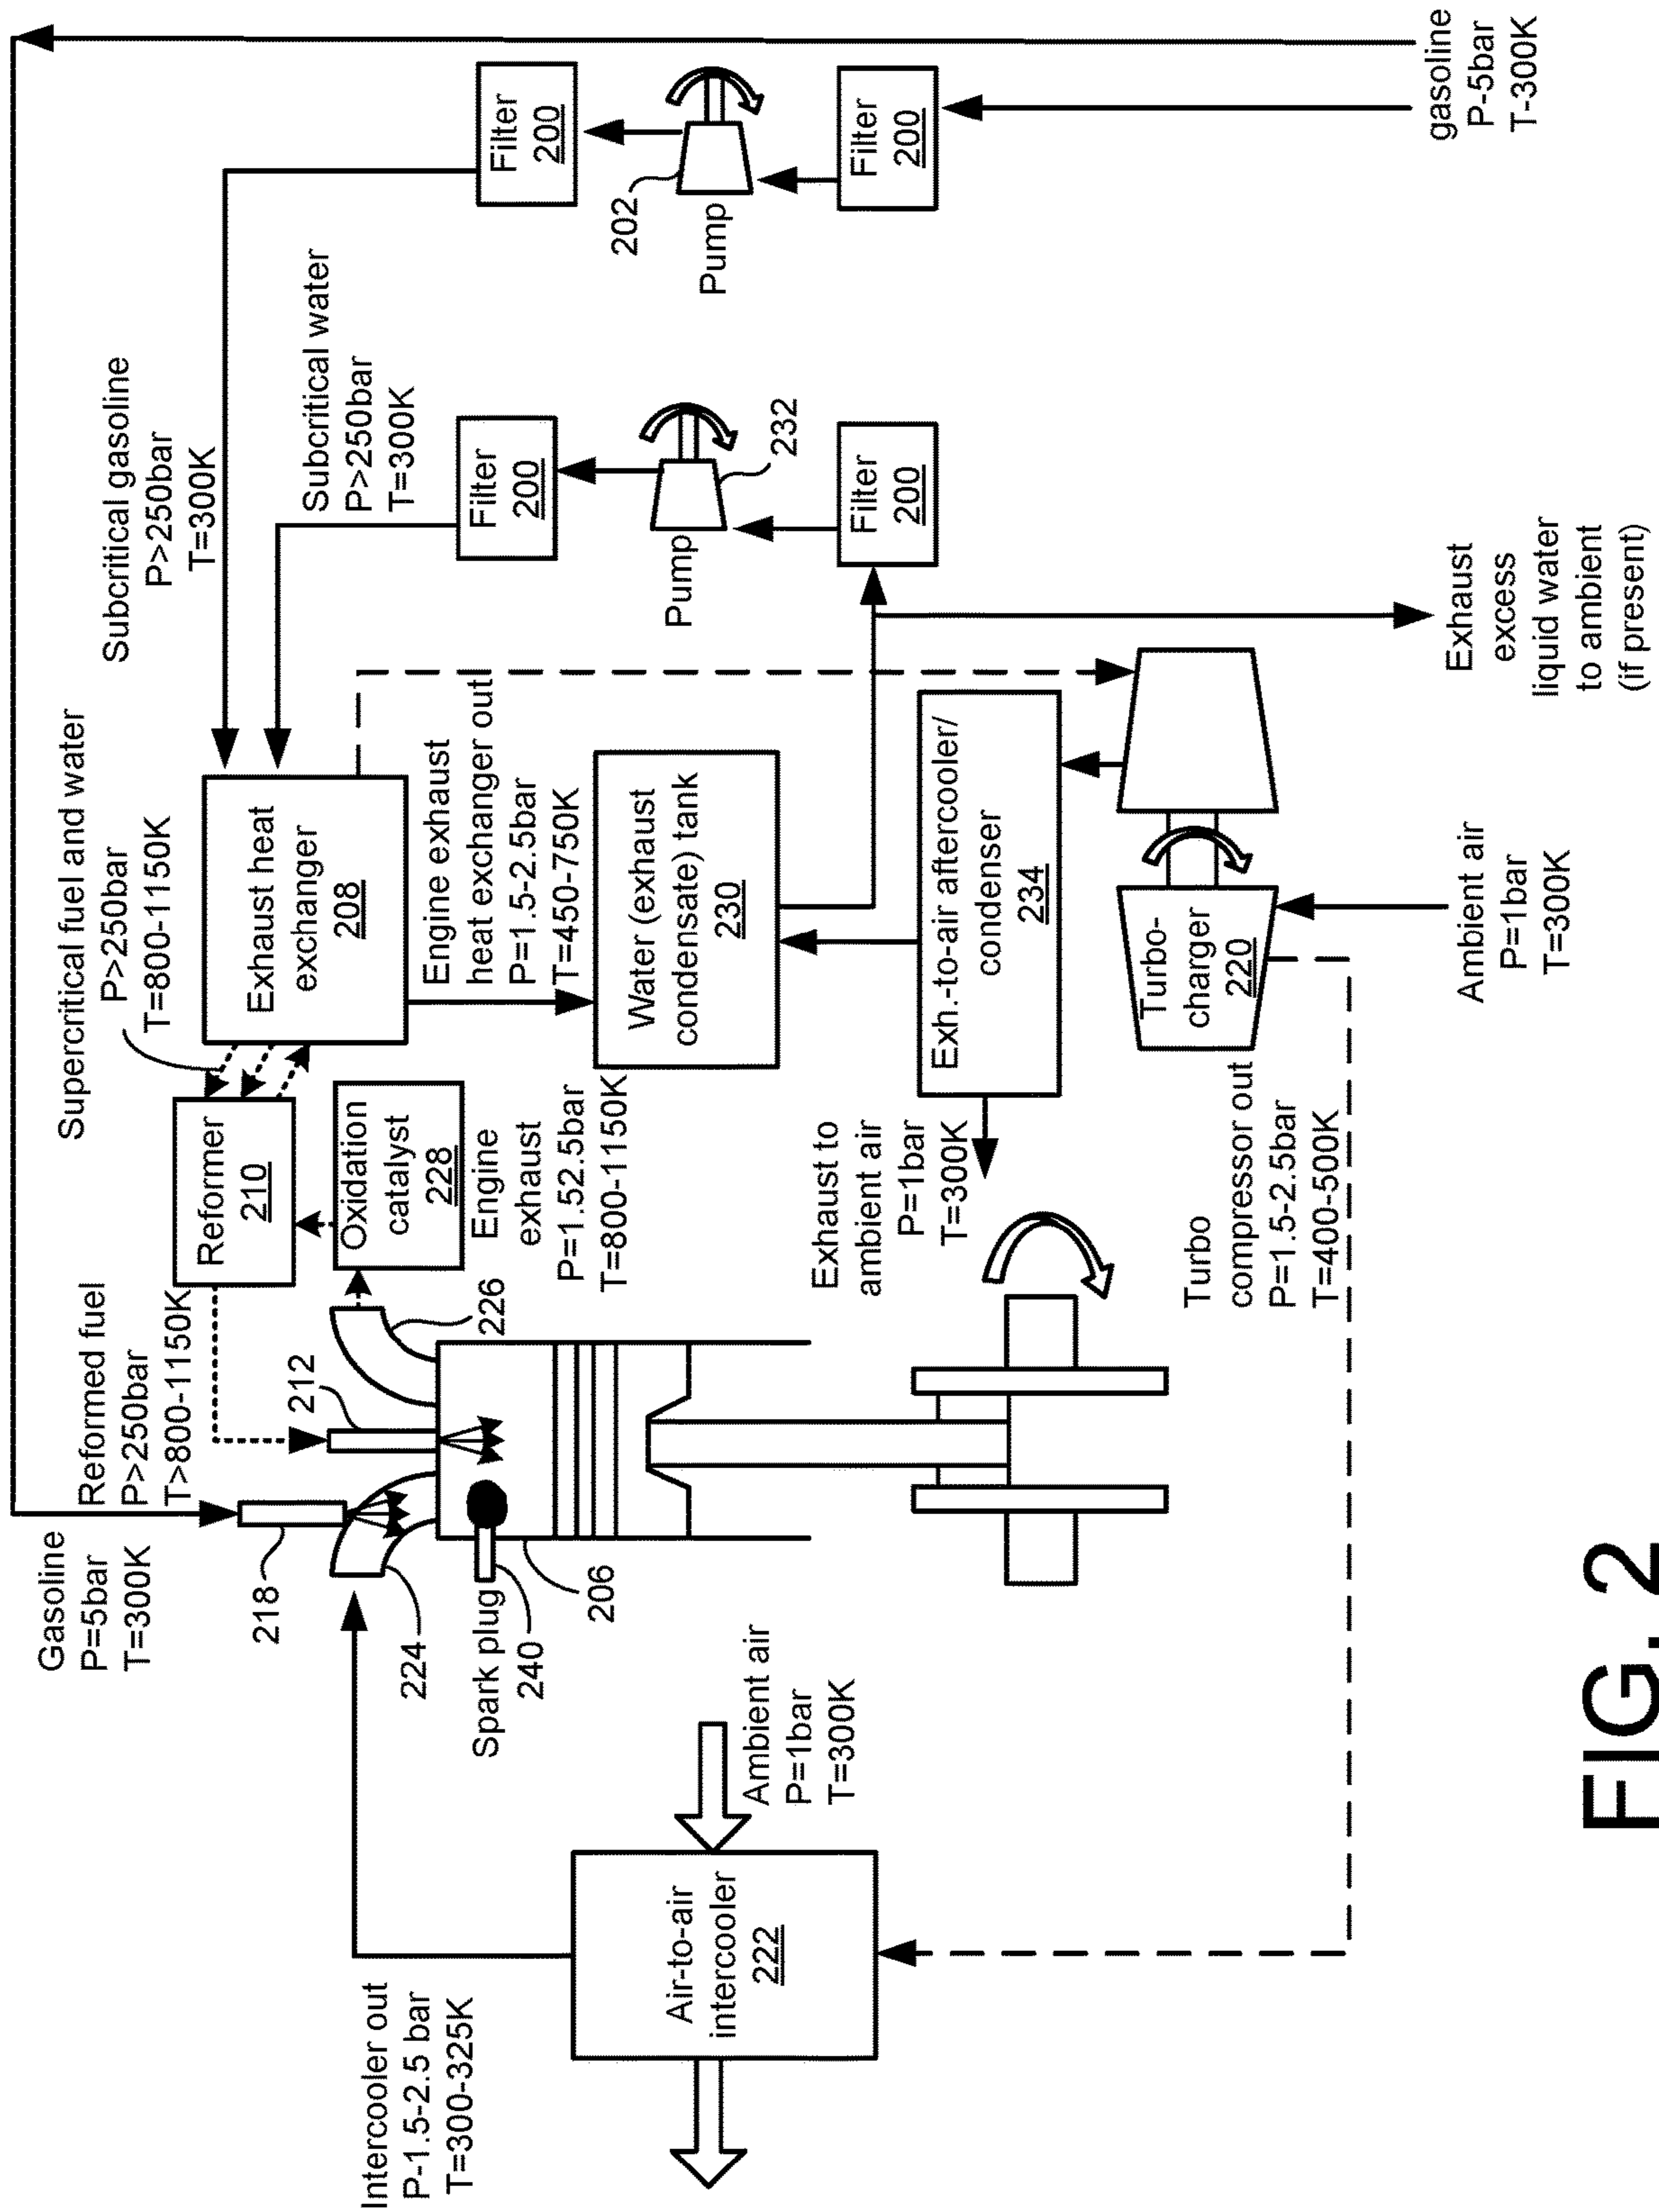 Gasoline
P=5bar
T=300K
218
224
Spark plug
240
206
Reformed fuel
P>250bar
T>800-1150K
212
226
Reformer
210
Oxidation
catalyst
228
Engine
exhaust
P=1.52.5bar
T=800-1150K
Supercritical fuel and water
P>250bar
T=800-1150K
Exhaust heat
exchanger
208
Engine exhaust
heat exchanger out
P=1.5-2.5bar
T=450-750K
Water (exhaust
condensate) tank
230
Subcritical gasoline
P>250bar
T=300K
Subcritical water
P>250bar
T=300K
Filter
200
Pump
232
Filter
200
Filter
200
202
Pump
Filter
200
gasoline
P-5bar
T-300K
Exhaust
excess
liquid water
to ambient
(if present)
Exh.-to-air aftercooler/
condenser
234
Exhaust to
ambient air
P=1bar
T=300K
Turbo-
charger
220
Ambient air
P=1bar
T=300K
Turbo
compressor out
P=1.5-2.5bar
T=400-500K
Intercooler out
P-1.5-2.5 bar
T=300-325K
Air-to-air
intercooler
222
Ambient air
P=1bar
T=300K
FIG. 2